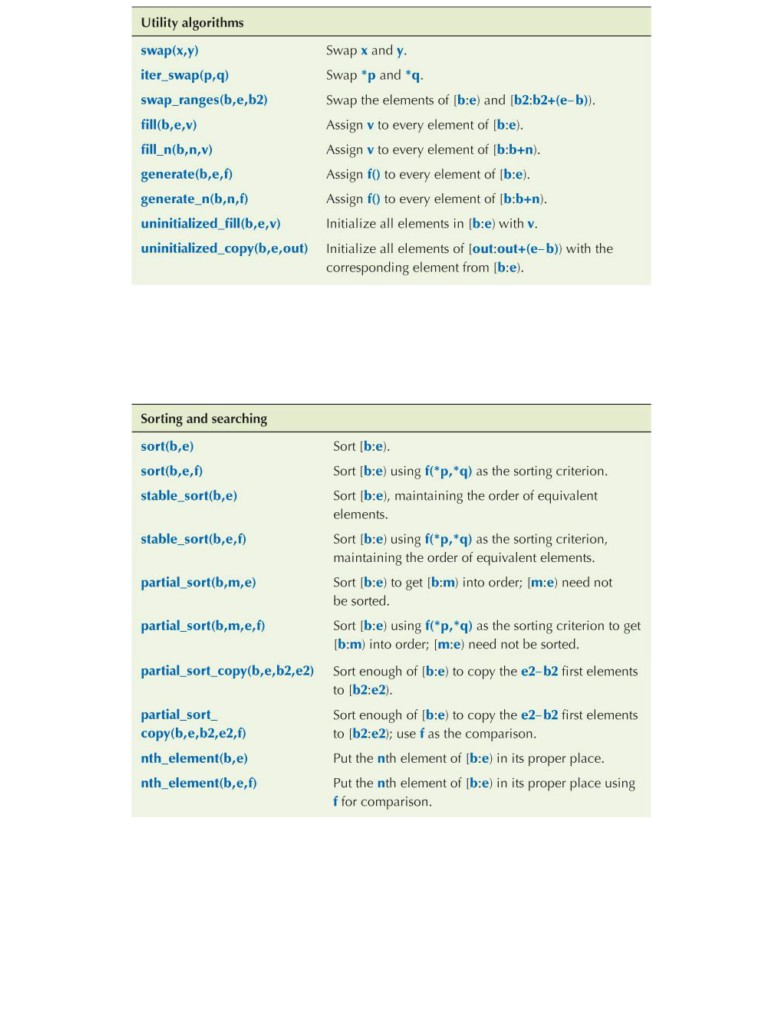 Utility algorithms
swap(x,y) Swap x and y.
iter_swap(p,q) Swap *p and *q.
swap_ranges(b,e,b2) Swap the elements of [b:e) and [b2:b2+(e–b)).
fill(b,e,v) Assign v to every element of [b:e).
fill_n(b,n,v) Assign v to every element of [b:b+n).
generate(b,e,f) Assign f() to every element of [b:e).
generate_n(b,n,f) Assign f() to every element of [b:b+n).
uninitialized_fill(b,e,v) Initialize all elements in [b:e) with v.
uninitialized_copy(b,e,out) Initialize all elements of [out:out+(e–b)) with the
corresponding element from [b:e).
Sorting and searching
sort(b,e) Sort [b:e).
sort(b,e,f) Sort [b:e) using f(*p,*q) as the sorting criterion.
stable_sort(b,e) Sort [b:e), maintaining the order of equivalent
elements.
stable_sort(b,e,f) Sort [b:e) using f(*p,*q) as the sorting criterion,
maintaining the order of equivalent elements.
partial_sort(b,m,e) Sort [b:e) to get [b:m) into order; [m:e) need not
be sorted.
partial_sort(b,m,e,f) Sort [b:e) using f(*p,*q) as the sorting criterion to get
[b:m) into order; [m:e) need not be sorted.
partial_sort_copy(b,e,b2,e2) Sort enough of [b:e) to copy the e2–b2 first elements
to [b2:e2).
partial_sort_ Sort enough of [b:e) to copy the e2–b2 first elements
copy(b,e,b2,e2,f) to [b2:e2); use f as the comparison.
nth_element(b,e) Put the nth element of [b:e) in its proper place.
nth_element(b,e,f) Put the nth element of [b:e) in its proper place using
f for comparison.